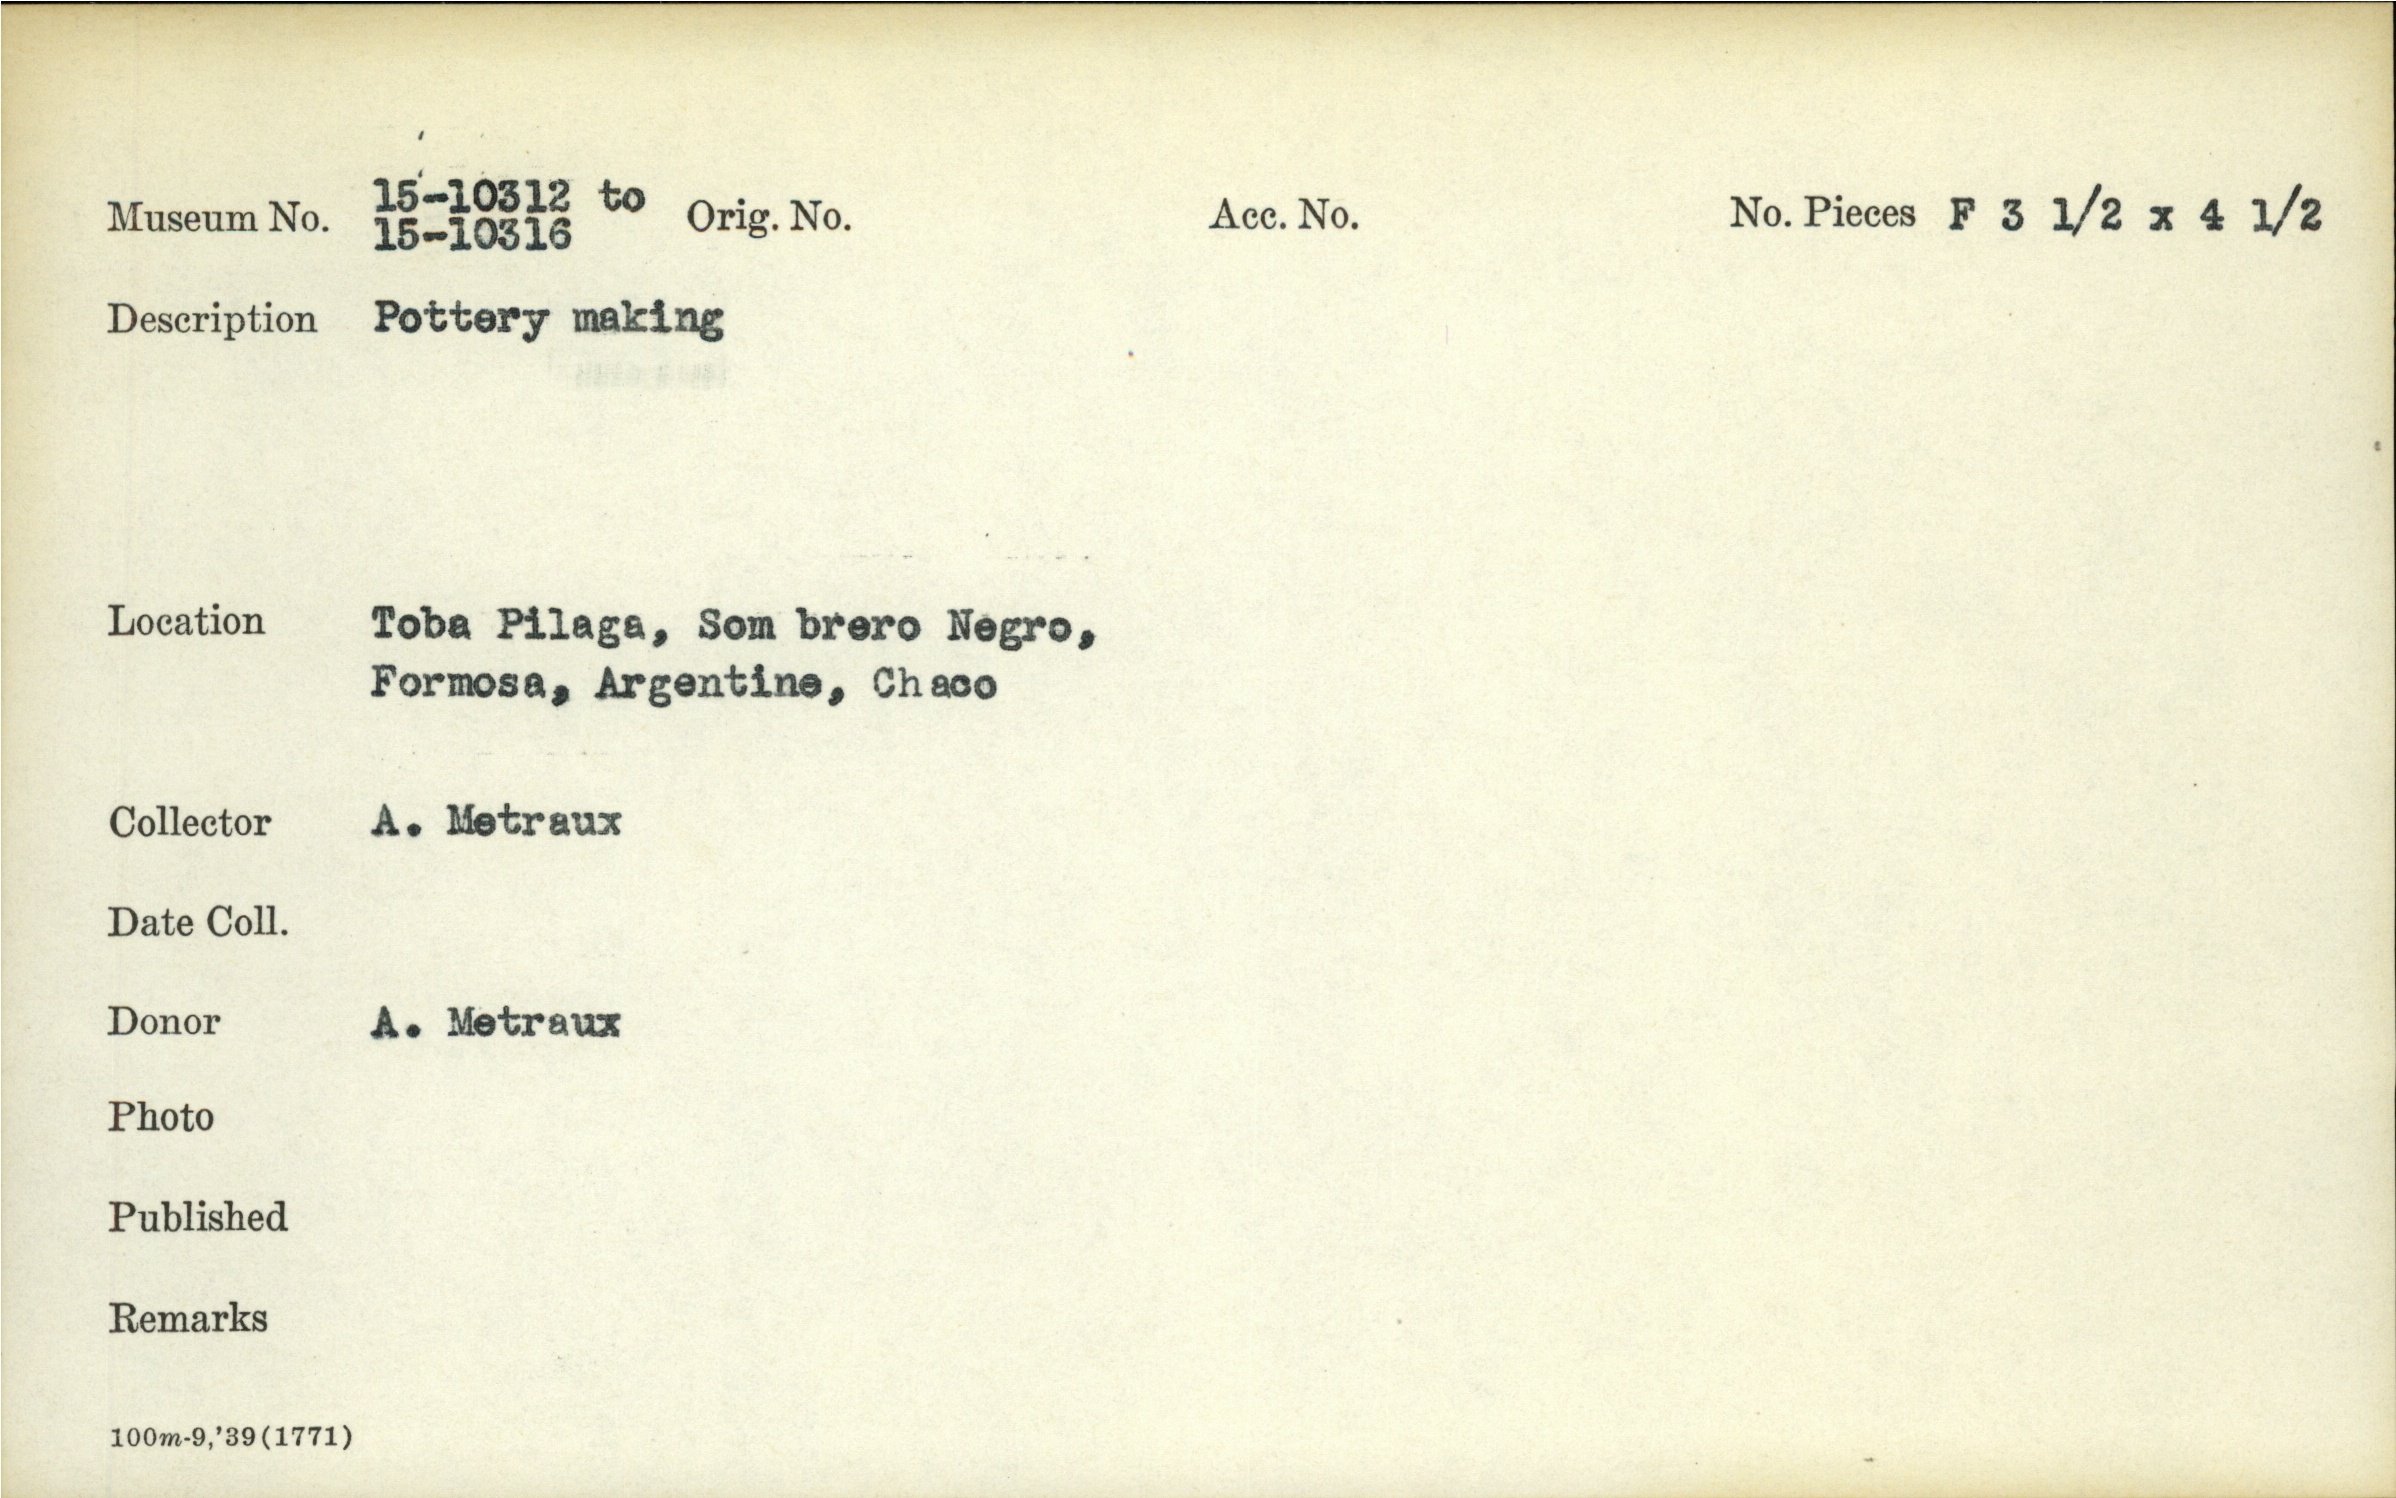 Museum No. 15-10312 to 15-10316 Orig. No. Acc. No. No. Pieces F 3 1/2 x 4 1/2
Description Pottery making
Location Toba Pilaga, Som brero Negro,
Formosa, Argentine, Chaco
Collector A. Metraux
Date Coll.
Donor A. Metraux
Photo
Published
Remarks
100m-9,'39(1771)